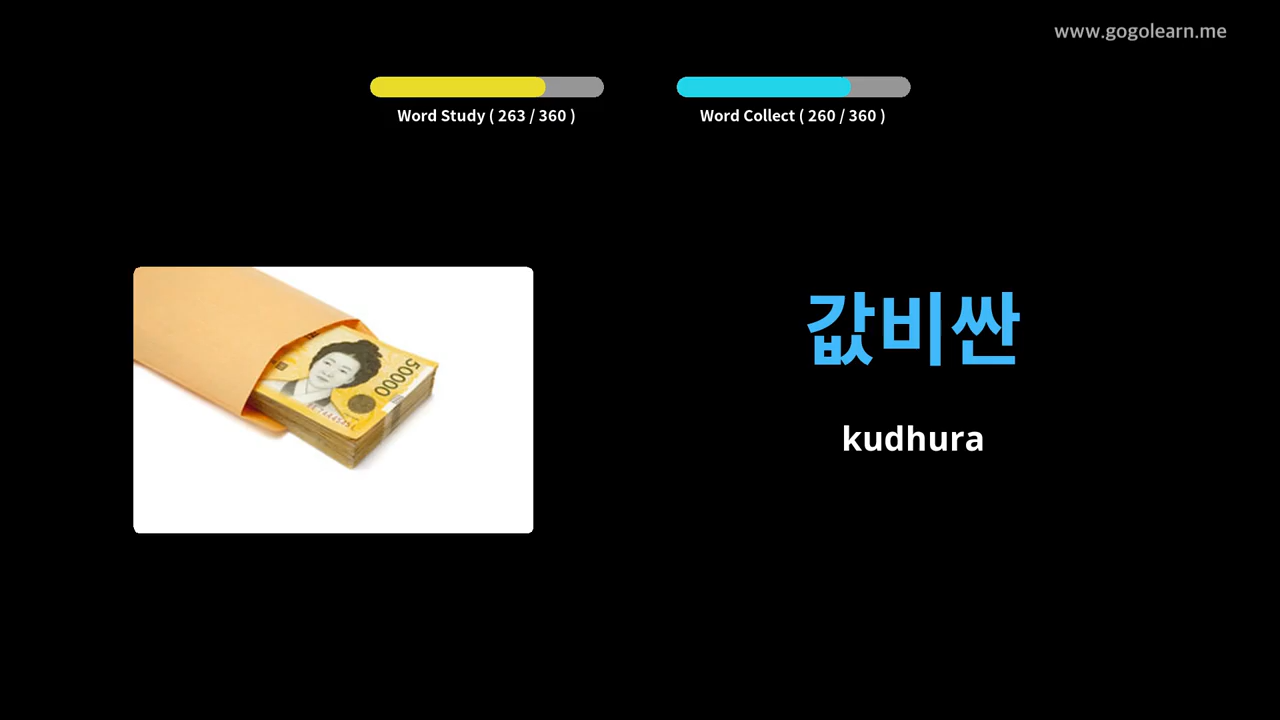 www.gogolearn.me
Word Study ( 263 / 360 )
Word Collect ( 260 / 360 )
값비싼
kudhura
50000